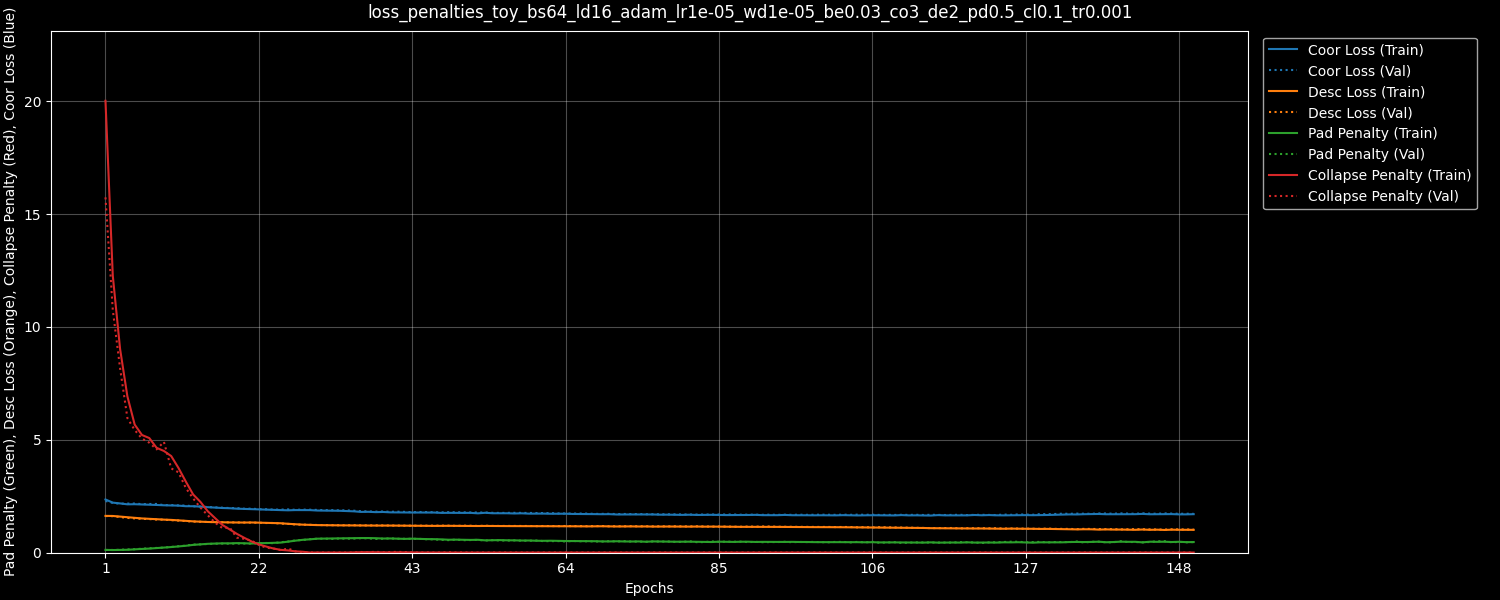 loss_penalties_toy_bs64_ld16_adam_lr1e-05_wd1e-05_be0.03_co3_de2_pd0.5_cl0.1_tr0.001
Pad Penalty (Green), Desc Loss (Orange), Collapse Penalty (Red), Coor Loss (Blue)
20
15
10
5
0
1 22 43 64 85 106 127 148
Epochs
Coor Loss (Train)
Coor Loss (Val)
Desc Loss (Train)
Desc Loss (Val)
Pad Penalty (Train)
Pad Penalty (Val)
Collapse Penalty (Train)
Collapse Penalty (Val)